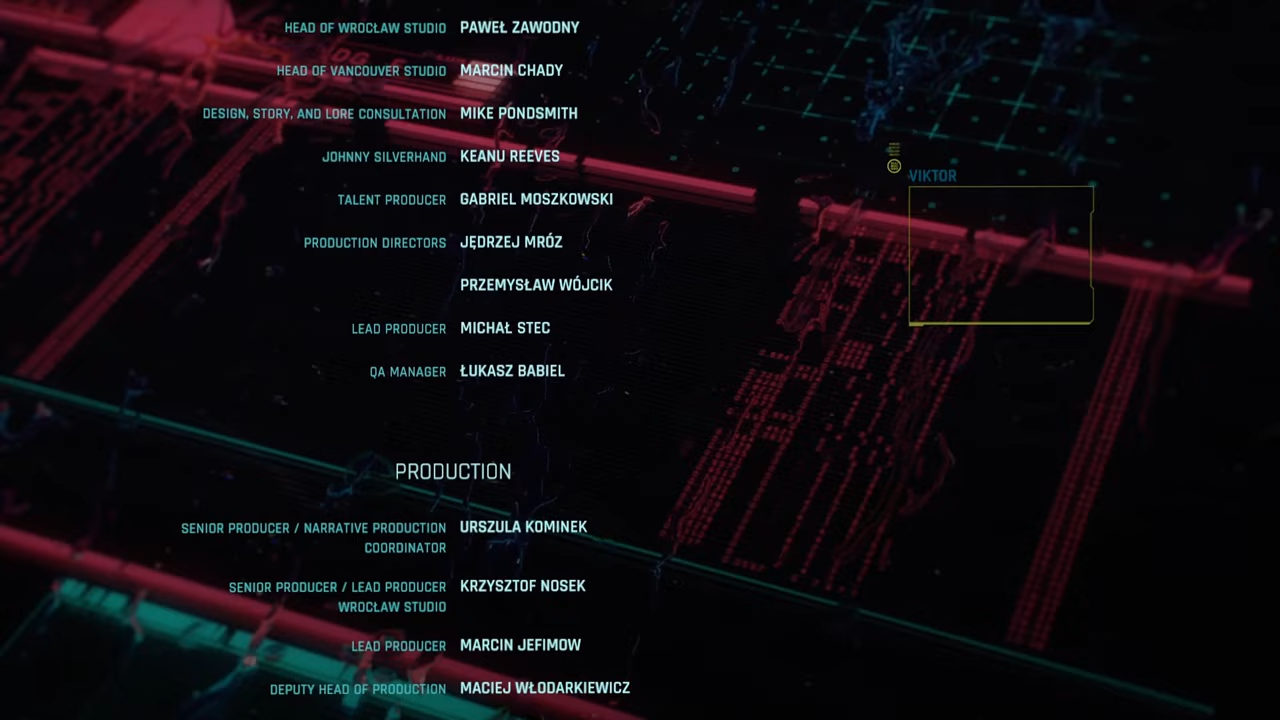 HEAD OF WROCŁAW STUDIO PAWEŁ ZAWODNY
HEAD OF VANCOUVER STUDIO MARCIN CHADY
DESIGN, STORY, AND LORE CONSULTATION MIKE PONDSMITH
JOHNNY SILVERHAND KEANU REEVES
TALENT PRODUCER GABRIEL MOSZKOWSKI
PRODUCTION DIRECTORS JĘDRZEJ MRÓZ
PRZEMYSŁAW WÓJCIK
LEAD PRODUCER MICHAŁ STEC
QA MANAGER ŁUKASZ BABIEL
VIKTOR
PRODUCTION
SENIOR PRODUCER / NARRATIVE PRODUCTION URSZULA KOMINEK
COORDINATOR
SENIOR PRODUCER / LEAD PRODUCER KRZYSZTOF NOSEK
WROCŁAW STUDIO
LEAD PRODUCER MARCIN JEFIMOW
DEPUTY HEAD OF PRODUCTION MACIEJ WŁODARKIEWICZ